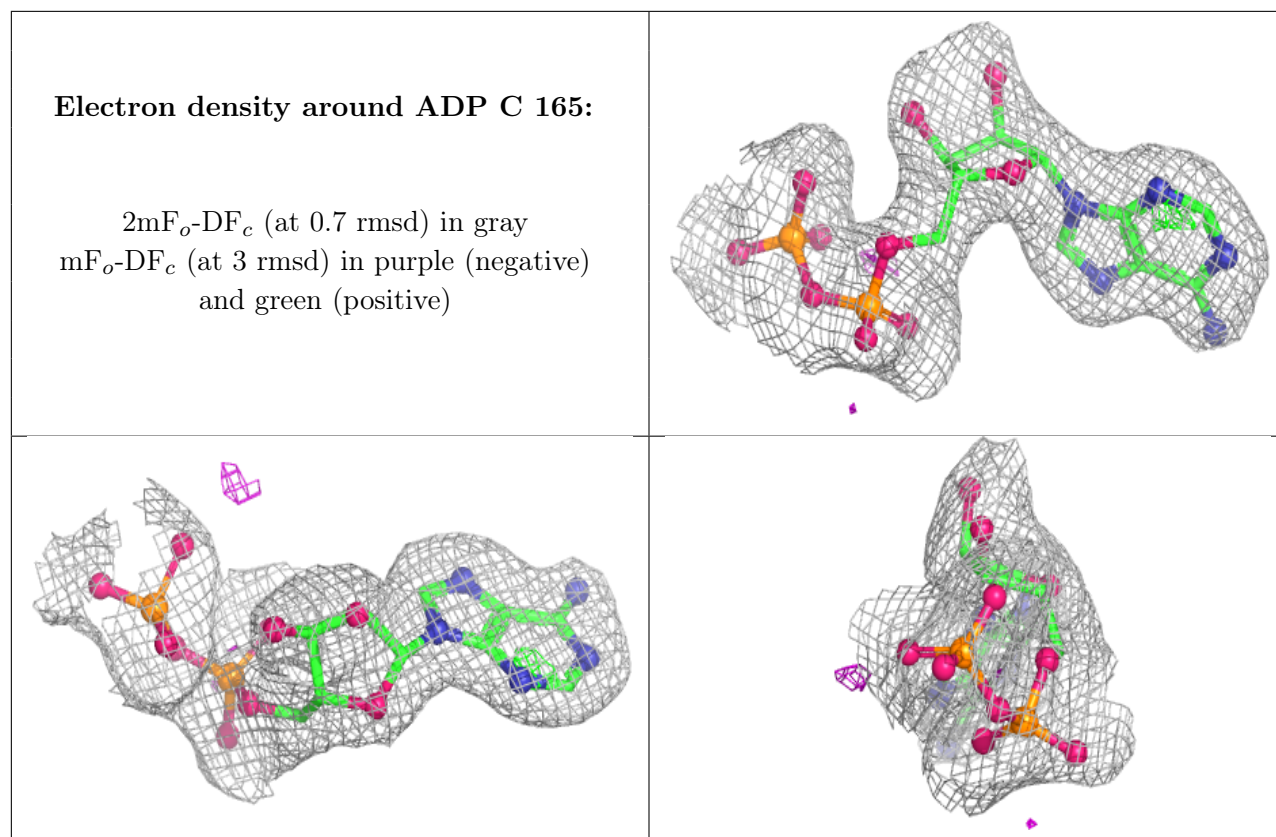 Electron density around ADP C 165:
2mFₒ-DF𝒸 (at 0.7 rmsd) in gray
mFₒ-DF𝒸 (at 3 rmsd) in purple (negative)
and green (positive)